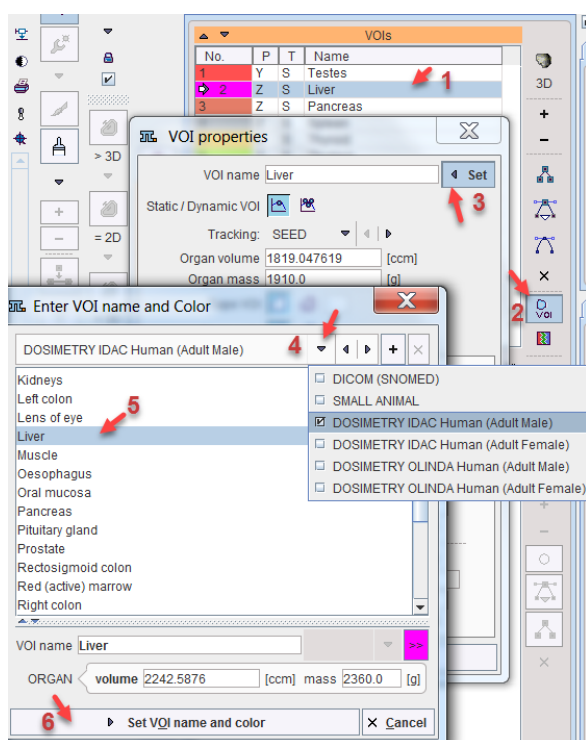 VOIs
No. P T Name
1 Y S Testes
2 Z S Liver
3 Z S Pancreas
1
3D
+
−
> 3D
= 2D
VOI properties
VOI name Liver
Set
3
Static / Dynamic VOI
Tracking: SEED
Organ volume 1819.047619 [ccm]
Organ mass 1910.0 [g]
2
VOI
Enter VOI name and Color
DOSIMETRY IDAC Human (Adult Male)
4
DICOM (SNOMED)
SMALL ANIMAL
DOSIMETRY IDAC Human (Adult Male)
DOSIMETRY IDAC Human (Adult Female)
DOSIMETRY OLINDA Human (Adult Male)
DOSIMETRY OLINDA Human (Adult Female)
Kidneys
Left colon
5
Lens of eye
Liver
Muscle
Oesophagus
Oral mucosa
Pancreas
Pituitary gland
Prostate
Rectosigmoid colon
Red (active) marrow
Right colon
VOI name Liver >>
ORGAN volume 2242.5876 [ccm] mass 2360.0 [g]
6
Set VOI name and color
Cancel